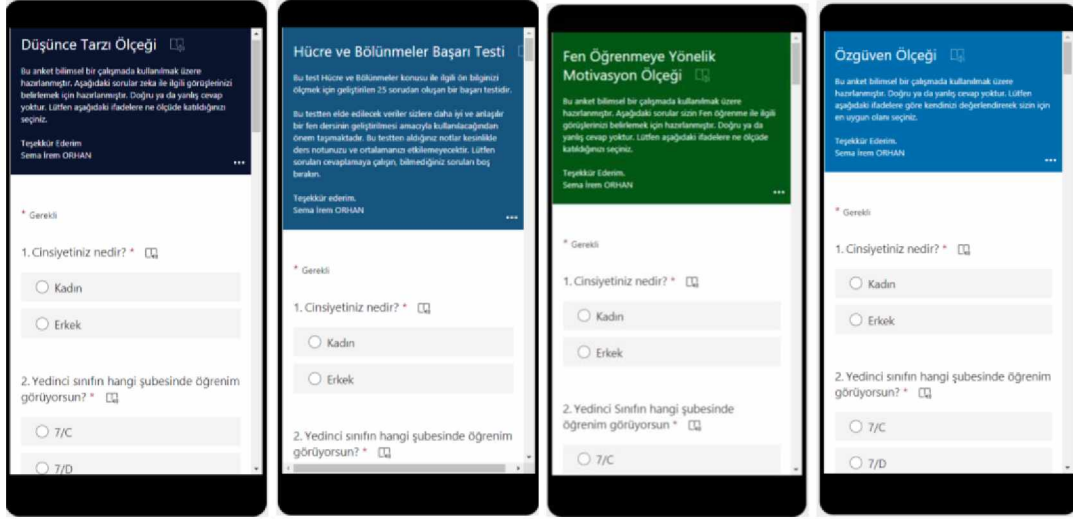 Düşünce Tarzı Ölçeği
Bu anket bilimsel bir çalışmada kullanılmak üzere
hazırlanmıştır. Aşağıdaki sorular zeka ile ilgili görüşlerinizi
belirlemek için hazırlanmıştır. Doğru ya da yanlış cevap
yoktur. Lütfen aşağıdaki ifadelere ne ölçüde katıldığınızı
seçiniz.
Teşekkür Ederim
Sema İrem ORHAN
* Gerekli
1. Cinsiyetiniz nedir? *
Kadın
Erkek
2. Yedinci sınıfın hangi şubesinde öğrenim
görüyorsun? *
7/C
7/D
Hücre ve Bölünmeler Başarı Testi
Bu test Hücre ve Bölünmeler konusu ile ilgili ön bilginizi
ölçmek için geliştirilen 25 sorudan oluşan bir başarı testidir.
Bu testten elde edilecek veriler sizlere daha iyi ve anlaşılır
bir fen dersinin geliştirilmesi amacıyla kullanılacağından
önem taşımaktadır. Bu testten aldığınız notlar kesinlikle
ders notunuzu ve ortalamanızı etkilemeyecektir. Lütfen
soruları cevaplamaya çalışın, bilmediğiniz soruları boş
bırakın.
Teşekkür ederim.
Sema İrem ORHAN
* Gerekli
1. Cinsiyetiniz nedir? *
Kadın
Erkek
2. Yedinci sınıfın hangi şubesinde öğrenim
görüyorsun? *
Fen Öğrenmeye Yönelik
Motivasyon Ölçeği
Bu anket bilimsel bir çalışmada kullanılmak üzere
hazırlanmıştır. Aşağıdaki sorular sizin Fen öğrenme ile ilgili
görüşlerinizi belirlemek için hazırlanmıştır. Doğru ya da
yanlış cevap yoktur. Lütfen aşağıdaki ifadelere ne ölçüde
katıldığınızı seçiniz.
Teşekkür Ederim.
Sema İrem ORHAN
* Gerekli
1. Cinsiyetiniz nedir? *
Kadın
Erkek
2. Yedinci Sınıfın hangi şubesinde
öğrenim görüyorsun *
7/C
Özgüven Ölçeği
Bu anket bilimsel bir çalışmada kullanılmak üzere
hazırlanmıştır. Doğru ya da yanlış cevap yoktur. Lütfen
aşağıdaki ifadelere göre kendinizi değerlendirerek sizin için
en uygun olanı seçiniz.
Teşekkür Ederim.
Sema İrem ORHAN
* Gerekli
1. Cinsiyetiniz nedir? *
Kadın
Erkek
2. Yedinci sınıfın hangi şubesinde öğrenim
görüyorsun? *
7/C
7/D